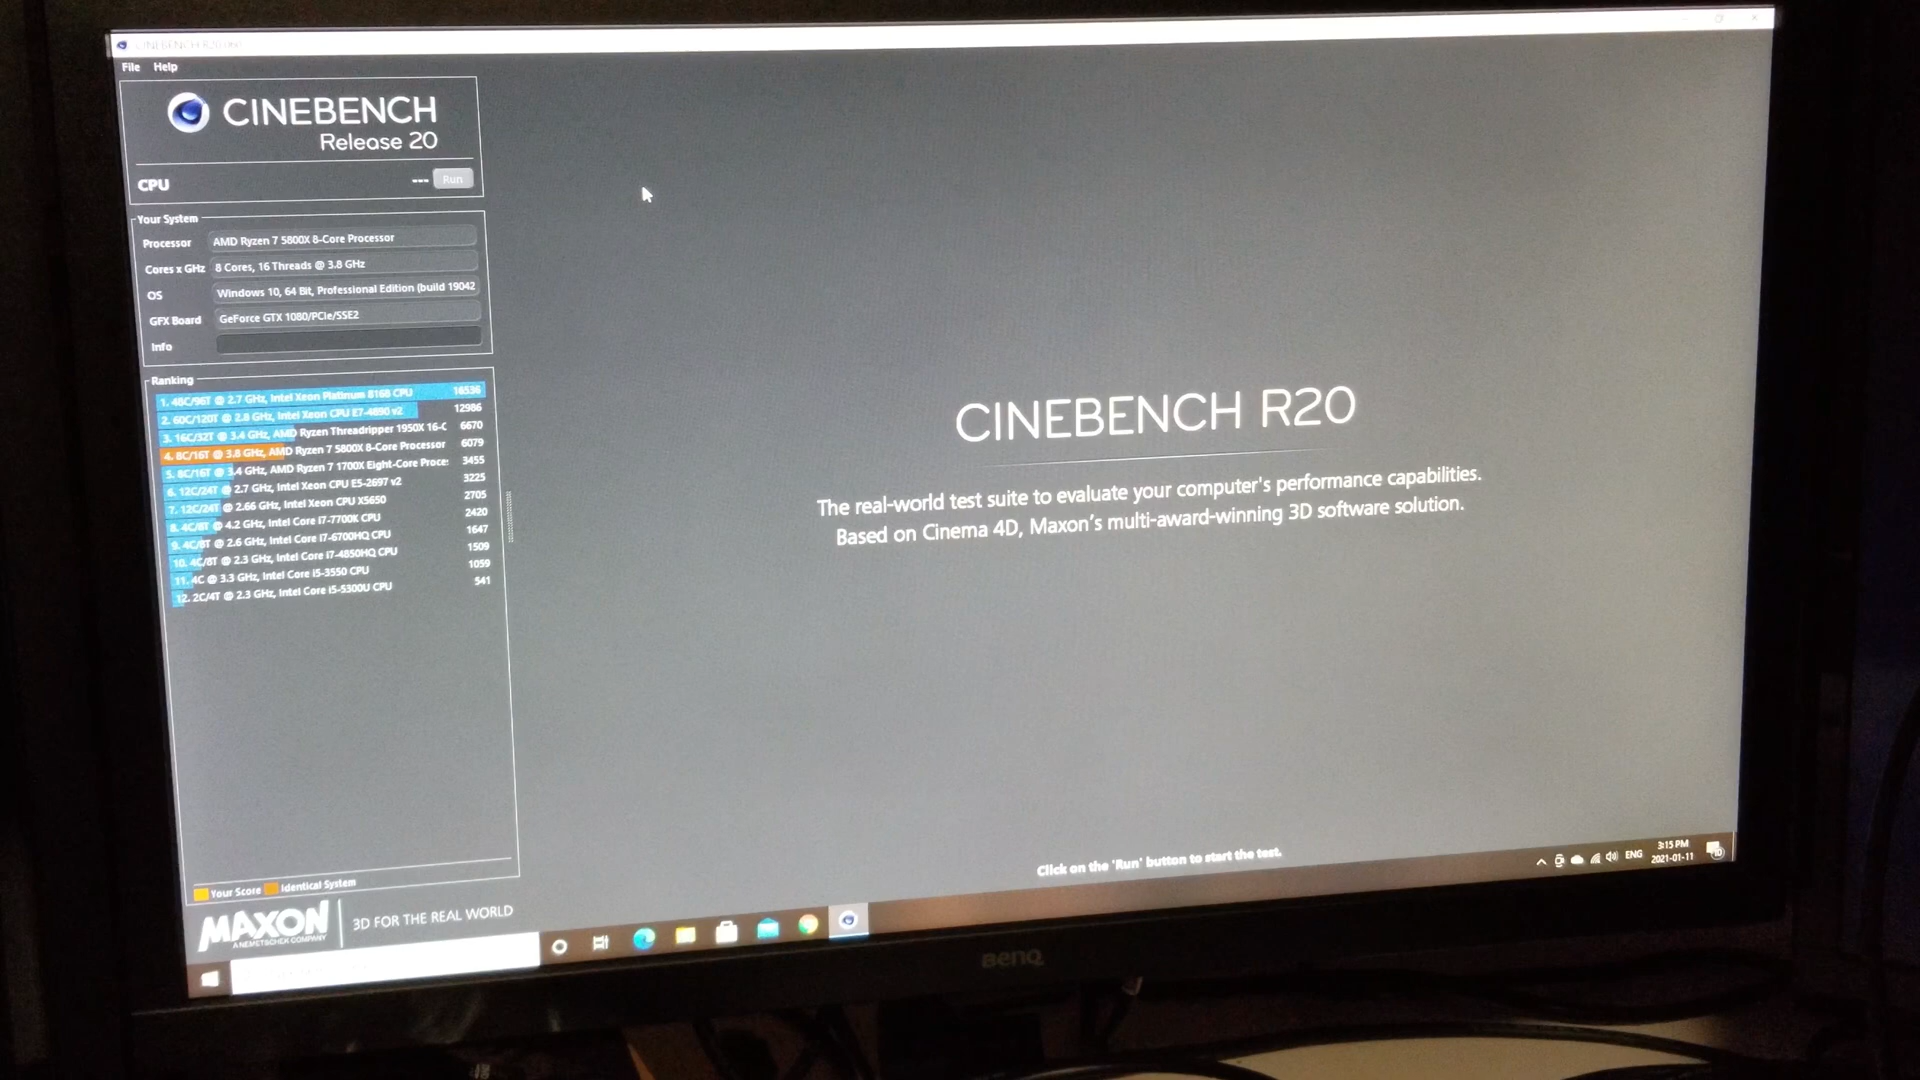 CINEBENCH R20.060
File Help
CINEBENCH
Release 20
CPU --- Run
Your System
Processor AMD Ryzen 7 5800X 8-Core Processor
Cores x GHz 8 Cores, 16 Threads @ 3.8 GHz
OS Windows 10, 64 Bit, Professional Edition (build 19042
GFX Board GeForce GTX 1080/PCIe/SSE2
Info
Ranking
1. 48C/96T @ 2.7 GHz, Intel Xeon Platinum 8168 CPU 16536
2. 60C/120T @ 2.8 GHz, Intel Xeon CPU E7-4890 v2 12986
3. 16C/32T @ 3.4 GHz, AMD Ryzen Threadripper 1950X 16-C 6670
4. 8C/16T @ 3.8 GHz, AMD Ryzen 7 5800X 8-Core Processor 6079
5. 8C/16T @ 3.4 GHz, AMD Ryzen 7 1700X Eight-Core Proce: 3455
6. 12C/24T @ 2.7 GHz, Intel Xeon CPU E5-2697 v2 3225
7. 12C/24T @ 2.66 GHz, Intel Xeon CPU X5650 2705
8. 4C/8T @ 4.2 GHz, Intel Core i7-7700K CPU 2420
9. 4C/8T @ 2.6 GHz, Intel Core i7-6700HQ CPU 1647
10. 4C/8T @ 2.3 GHz, Intel Core i7-4850HQ CPU 1509
11. 4C @ 3.3 GHz, Intel Core i5-3550 CPU 1059
12. 2C/4T @ 2.3 GHz, Intel Core i5-5300U CPU 541
Your Score Identical System
MAXON
A NEMETSCHEK COMPANY
3D FOR THE REAL WORLD
CINEBENCH R20
The real-world test suite to evaluate your computer's performance capabilities.
Based on Cinema 4D, Maxon's multi-award-winning 3D software solution.
Click on the 'Run' button to start the test.
ENG
3:15 PM
2021-01-11
10
BenQ